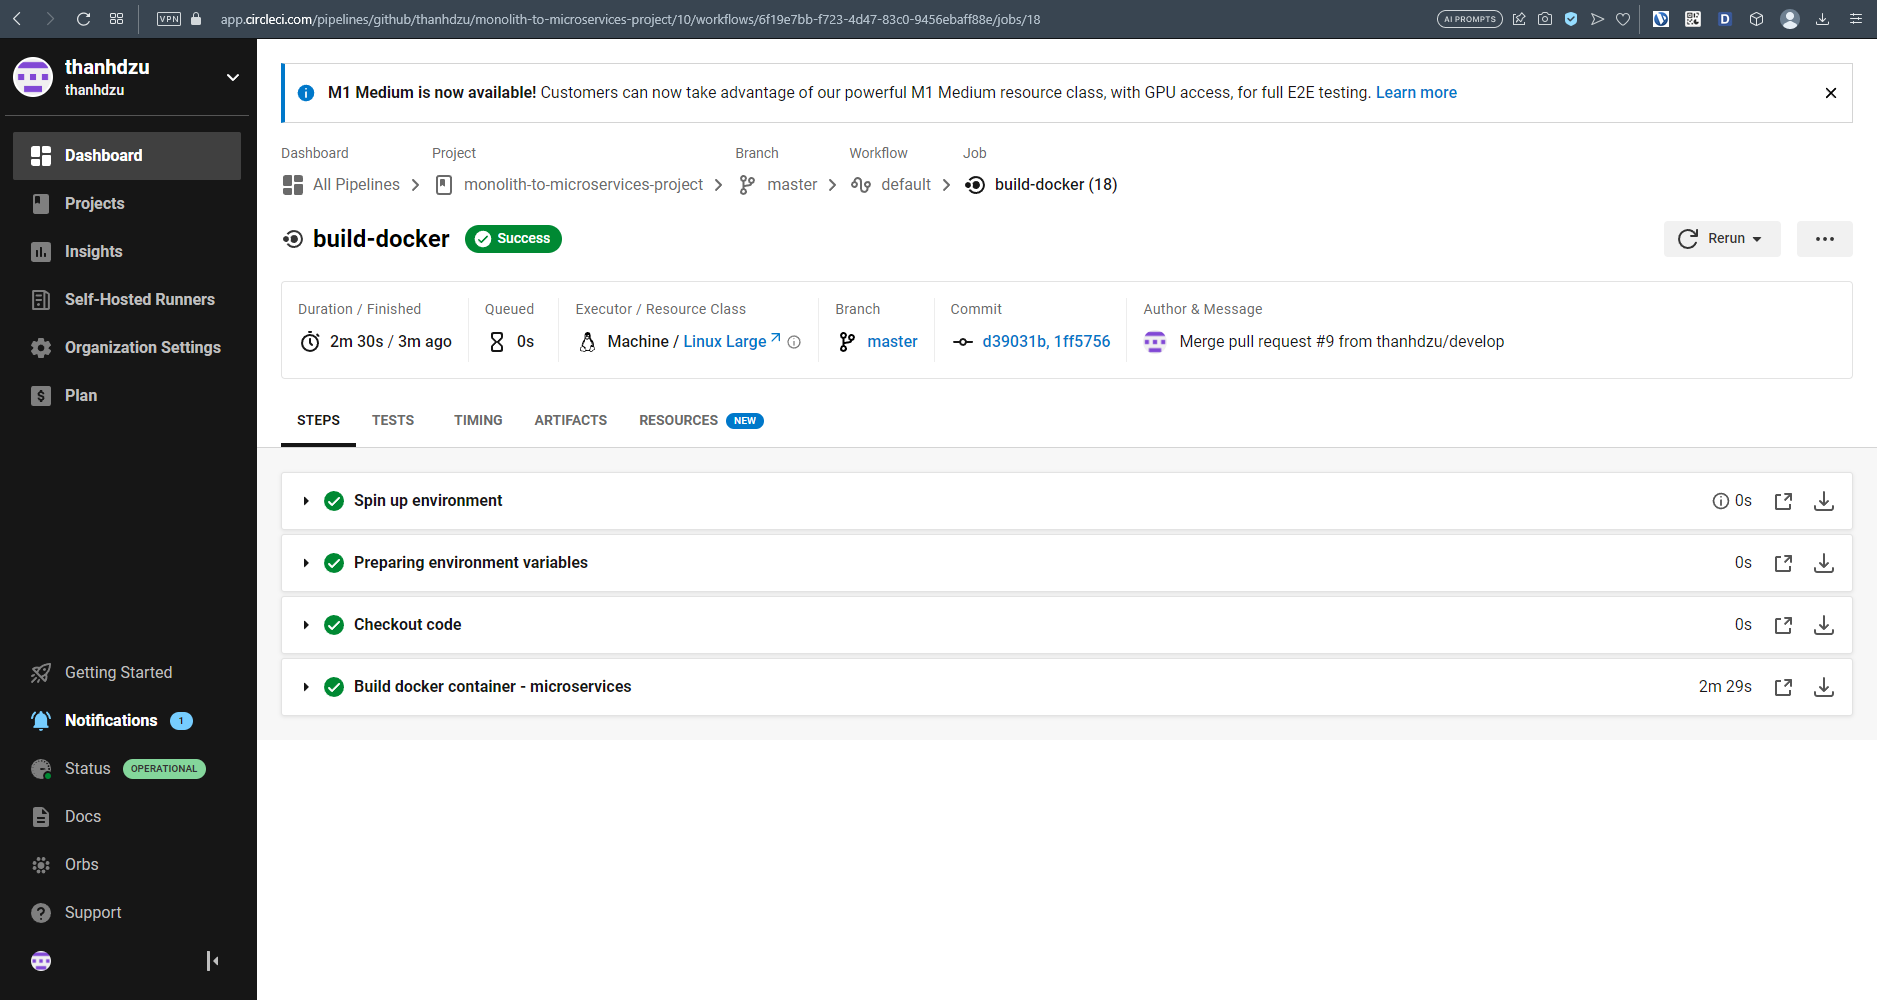 VPN
app.circleci.com/pipelines/github/thanhdzu/monolith-to-microservices-project/10/workflows/6f19e7bb-f723-4d47-83c0-9456ebaff88e/jobs/18
AI PROMPTS
D
thanhdzu
thanhdzu
Dashboard
Projects
Insights
Self-Hosted Runners
Organization Settings
Plan
Getting Started
Notifications 1
Status OPERATIONAL
Docs
Orbs
Support
M1 Medium is now available! Customers can now take advantage of our powerful M1 Medium resource class, with GPU access, for full E2E testing. Learn more
Dashboard Project Branch Workflow Job
All Pipelines monolith-to-microservices-project master default build-docker (18)
build-docker Success
Rerun
Duration / Finished Queued Executor / Resource Class Branch Commit Author & Message
2m 30s / 3m ago 0s Machine / Linux Large master d39031b, 1ff5756 Merge pull request #9 from thanhdzu/develop
STEPS TESTS TIMING ARTIFACTS RESOURCES NEW
Spin up environment 0s
Preparing environment variables 0s
Checkout code 0s
Build docker container - microservices 2m 29s